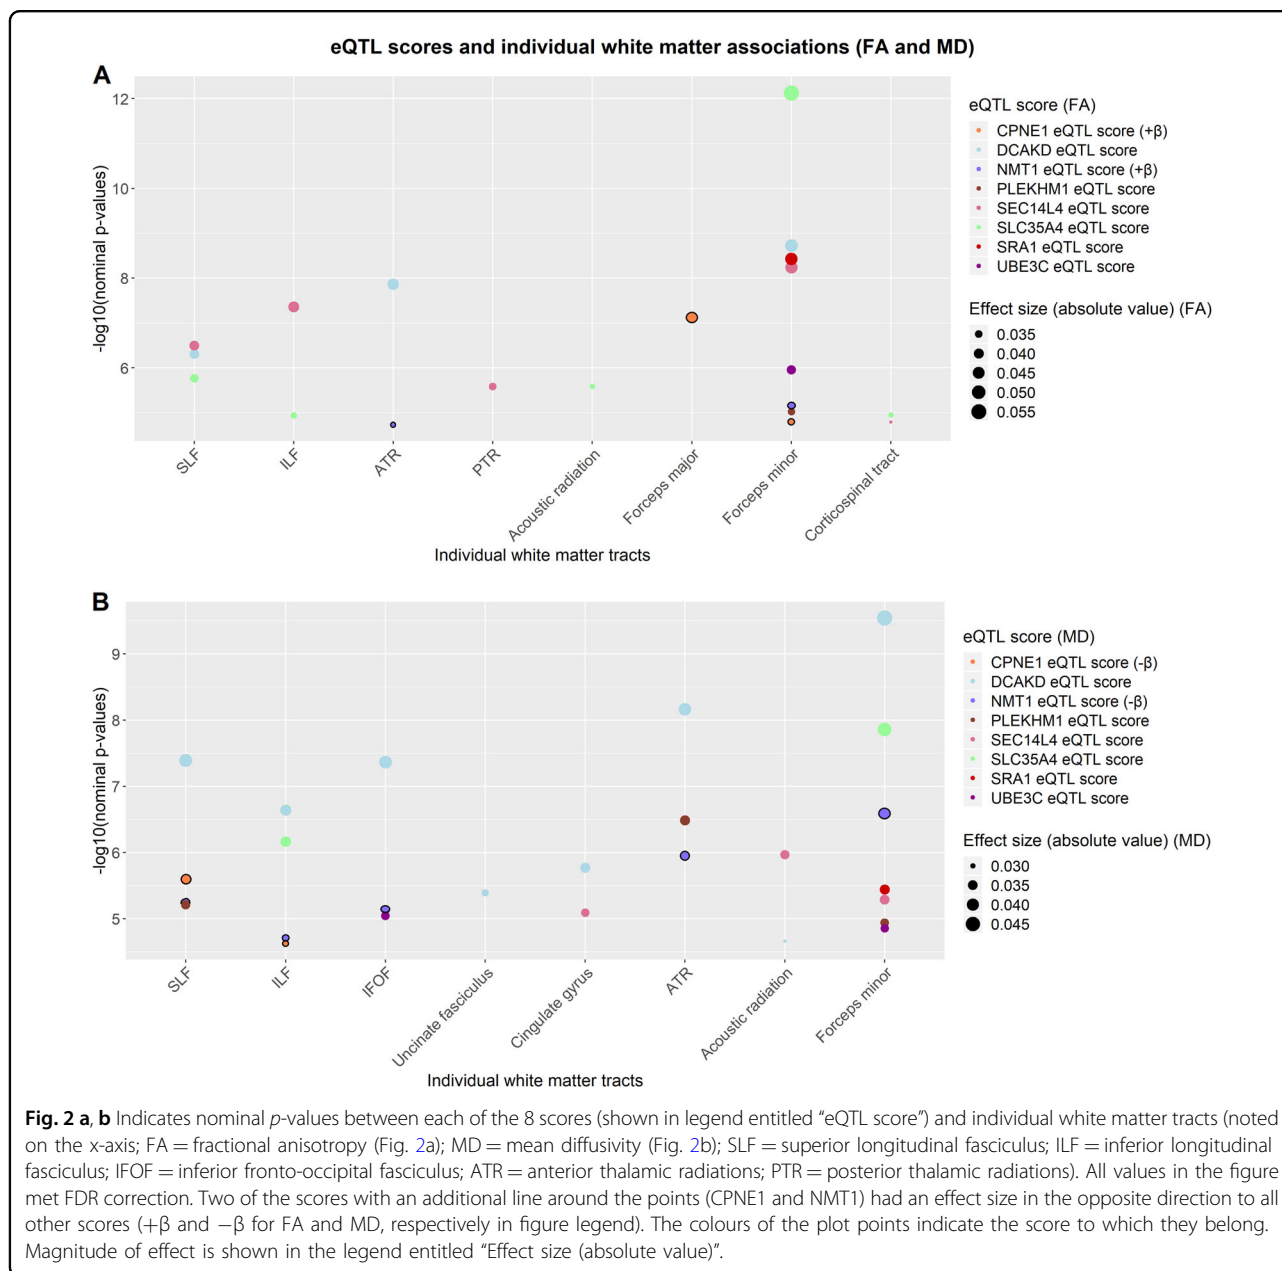 eQTL scores and individual white matter associations (FA and MD)
A
12
10
8
6
-log10(nominal p-values)
SLF
ILF
ATR
PTR
Acoustic radiation
Forceps major
Forceps minor
Corticospinal tract
Individual white matter tracts
eQTL score (FA)
CPNE1 eQTL score (+β)
DCAKD eQTL score
NMT1 eQTL score (+β)
PLEKHM1 eQTL score
SEC14L4 eQTL score
SLC35A4 eQTL score
SRA1 eQTL score
UBE3C eQTL score
Effect size (absolute value) (FA)
0.035
0.040
0.045
0.050
0.055
B
9
8
7
6
5
-log10(nominal p-values)
SLF
ILF
IFOF
Uncinate fasciculus
Cingulate gyrus
ATR
Acoustic radiation
Forceps minor
Individual white matter tracts
eQTL score (MD)
CPNE1 eQTL score (-β)
DCAKD eQTL score
NMT1 eQTL score (-β)
PLEKHM1 eQTL score
SEC14L4 eQTL score
SLC35A4 eQTL score
SRA1 eQTL score
UBE3C eQTL score
Effect size (absolute value) (MD)
0.030
0.035
0.040
0.045
Fig. 2 a, b Indicates nominal p-values between each of the 8 scores (shown in legend entitled “eQTL score”) and individual white matter tracts (noted
on the x-axis; FA = fractional anisotropy (Fig. 2a); MD = mean diffusivity (Fig. 2b); SLF = superior longitudinal fasciculus; ILF = inferior longitudinal
fasciculus; IFOF = inferior fronto-occipital fasciculus; ATR = anterior thalamic radiations; PTR = posterior thalamic radiations). All values in the figure
met FDR correction. Two of the scores with an additional line around the points (CPNE1 and NMT1) had an effect size in the opposite direction to all
other scores (+β and −β for FA and MD, respectively in figure legend). The colours of the plot points indicate the score to which they belong.
Magnitude of effect is shown in the legend entitled “Effect size (absolute value)”.